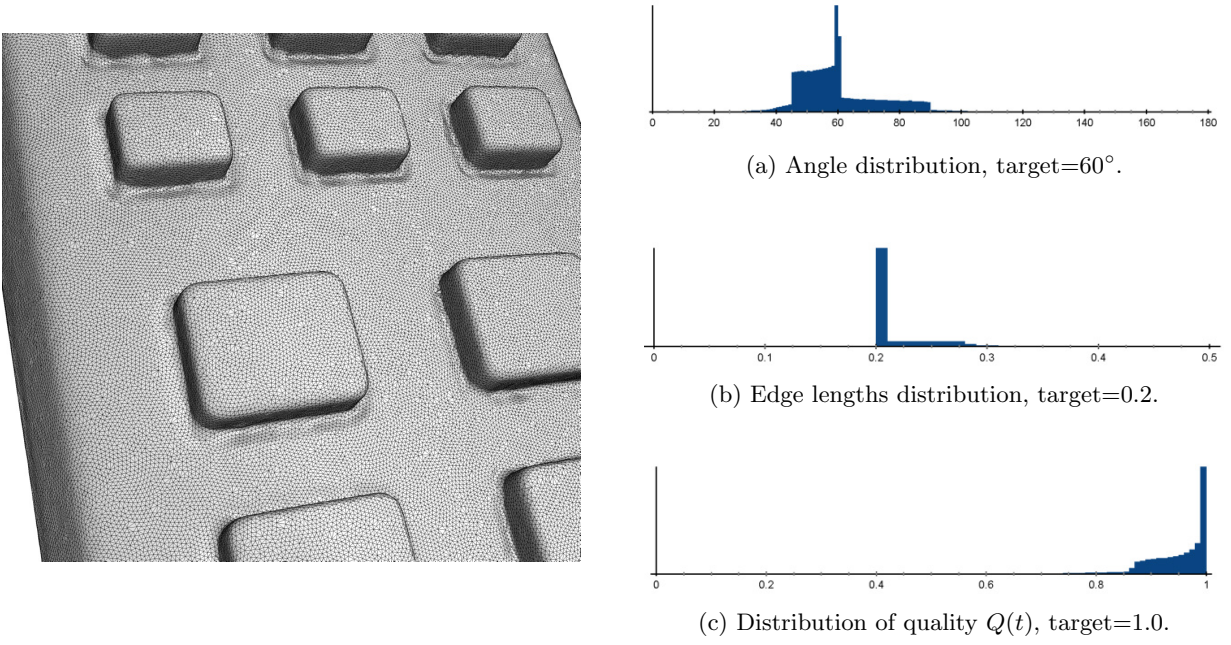 0 20 40 60 80 100 120 140 160 180
(a) Angle distribution, target=60°.
0 0.1 0.2 0.3 0.4 0.5
(b) Edge lengths distribution, target=0.2.
0 0.2 0.4 0.6 0.8 1
(c) Distribution of quality Q(t), target=1.0.